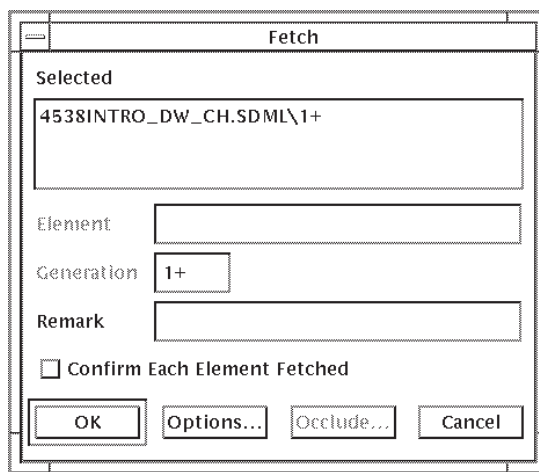 Fetch
Selected
4538INTRO_DW_CH.SDML\1+
Element
Generation 1+
Remark
Confirm Each Element Fetched
OK Options... Occlude... Cancel